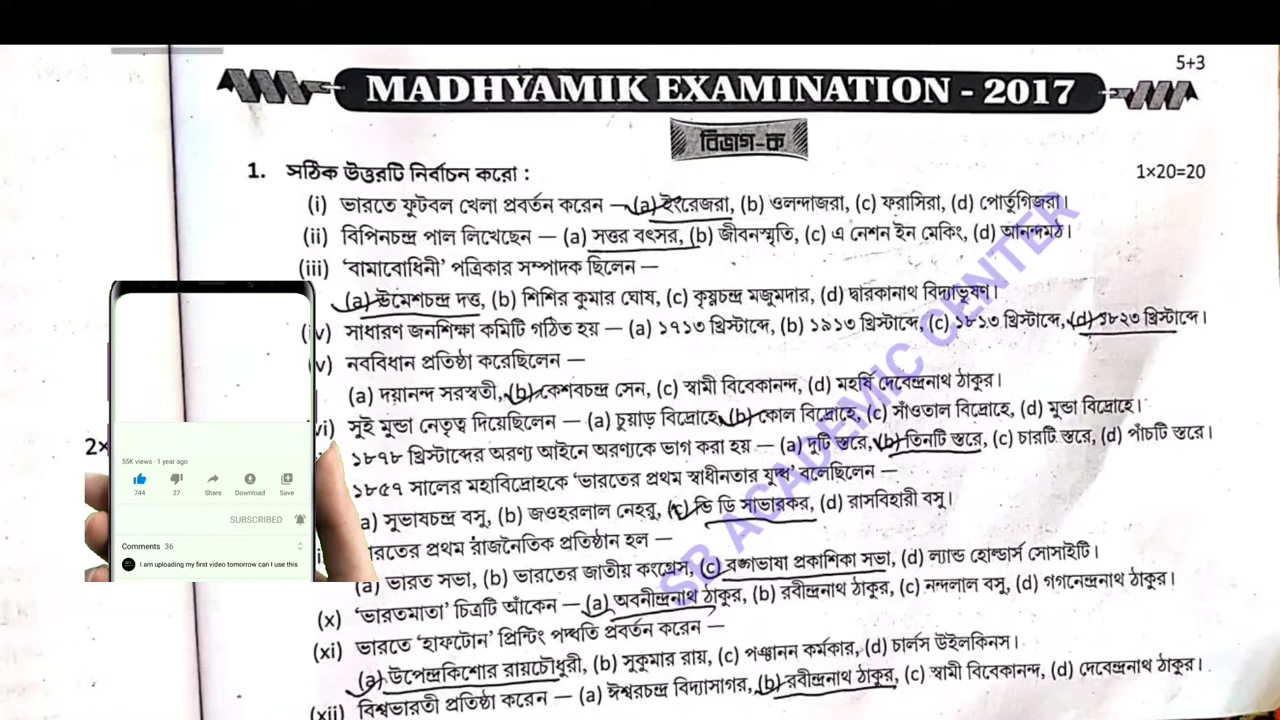 5+3
MADHYAMIK EXAMINATION - 2017
বিভাগ-ক
1. সঠিক উত্তরটি নির্বাচন করো : 1×20=20
(i) ভারতে ফুটবল খেলা প্রবর্তন করেন — (a) ইংরেজরা, (b) ওলন্দাজরা, (c) ফরাসিরা, (d) পোর্তুগিজরা।
(ii) বিপিনচন্দ্র পাল লিখেছেন — (a) সত্তর বৎসর, (b) জীবনস্মৃতি, (c) এ নেশন ইন মেকিং, (d) আনন্দমঠ।
(iii) ‘বামাবোধিনী’ পত্রিকার সম্পাদক ছিলেন —
(a) উমেশচন্দ্র দত্ত, (b) শিশির কুমার ঘোষ, (c) কৃষ্ণচন্দ্র মজুমদার, (d) দ্বারকানাথ বিদ্যাভূষণ।
v) সাধারণ জনশিক্ষা কমিটি গঠিত হয় — (a) ১৭১৩ খ্রিস্টাব্দে, (b) ১৯১৩ খ্রিস্টাব্দে, (c) ১৮১৩ খ্রিস্টাব্দে, (d) ১৮২৩ খ্রিস্টাব্দে।
v) নববিধান প্রতিষ্ঠা করেছিলেন —
(a) দয়ানন্দ সরস্বতী, (b) কেশবচন্দ্র সেন, (c) স্বামী বিবেকানন্দ, (d) মহর্ষি দেবেন্দ্রনাথ ঠাকুর।
vi) সুই মুন্ডা নেতৃত্ব দিয়েছিলেন — (a) চুয়াড় বিদ্রোহে, (b) কোল বিদ্রোহে, (c) সাঁওতাল বিদ্রোহে, (d) মুন্ডা বিদ্রোহে।
2×
১৮৭৮ খ্রিস্টাব্দের অরণ্য আইনে অরণ্যকে ভাগ করা হয় — (a) দুটি স্তরে, (b) তিনটি স্তরে, (c) চারটি স্তরে, (d) পাঁচটি স্তরে।
১৮৫৭ সালের মহাবিদ্রোহকে ‘ভারতের প্রথম স্বাধীনতার যুদ্ধ’ বলেছিলেন —
a) সুভাষচন্দ্র বসু, (b) জওহরলাল নেহরু, (c) ভি ডি সাভারকর, (d) রাসবিহারী বসু।
ভারতের প্রথম রাজনৈতিক প্রতিষ্ঠান হল —
(a) ভারত সভা, (b) ভারতের জাতীয় কংগ্রেস, (c) বঙ্গভাষা প্রকাশিকা সভা, (d) ল্যান্ড হোল্ডার্স সোসাইটি।
(x) ‘ভারতমাতা’ চিত্রটি আঁকেন — (a) অবনীন্দ্রনাথ ঠাকুর, (b) রবীন্দ্রনাথ ঠাকুর, (c) নন্দলাল বসু, (d) গগনেন্দ্রনাথ ঠাকুর।
(xi) ভারতে ‘হাফটোন’ প্রিন্টিং পদ্ধতি প্রবর্তন করেন —
(a) উপেন্দ্রকিশোর রায়চৌধুরী, (b) সুকুমার রায়, (c) পঞ্চানন কর্মকার, (d) চার্লস উইলকিনস।
(xii) বিশ্বভারতী প্রতিষ্ঠা করেন — (a) ঈশ্বরচন্দ্র বিদ্যাসাগর, (b) রবীন্দ্রনাথ ঠাকুর, (c) স্বামী বিবেকানন্দ, (d) দেবেন্দ্রনাথ ঠাকুর।
SB ACADEMIC CENTER
55K views · 1 year ago
744 27 Share Download Save
SUBSCRIBED
Comments 36
I am uploading my first video tomorrow can I use this